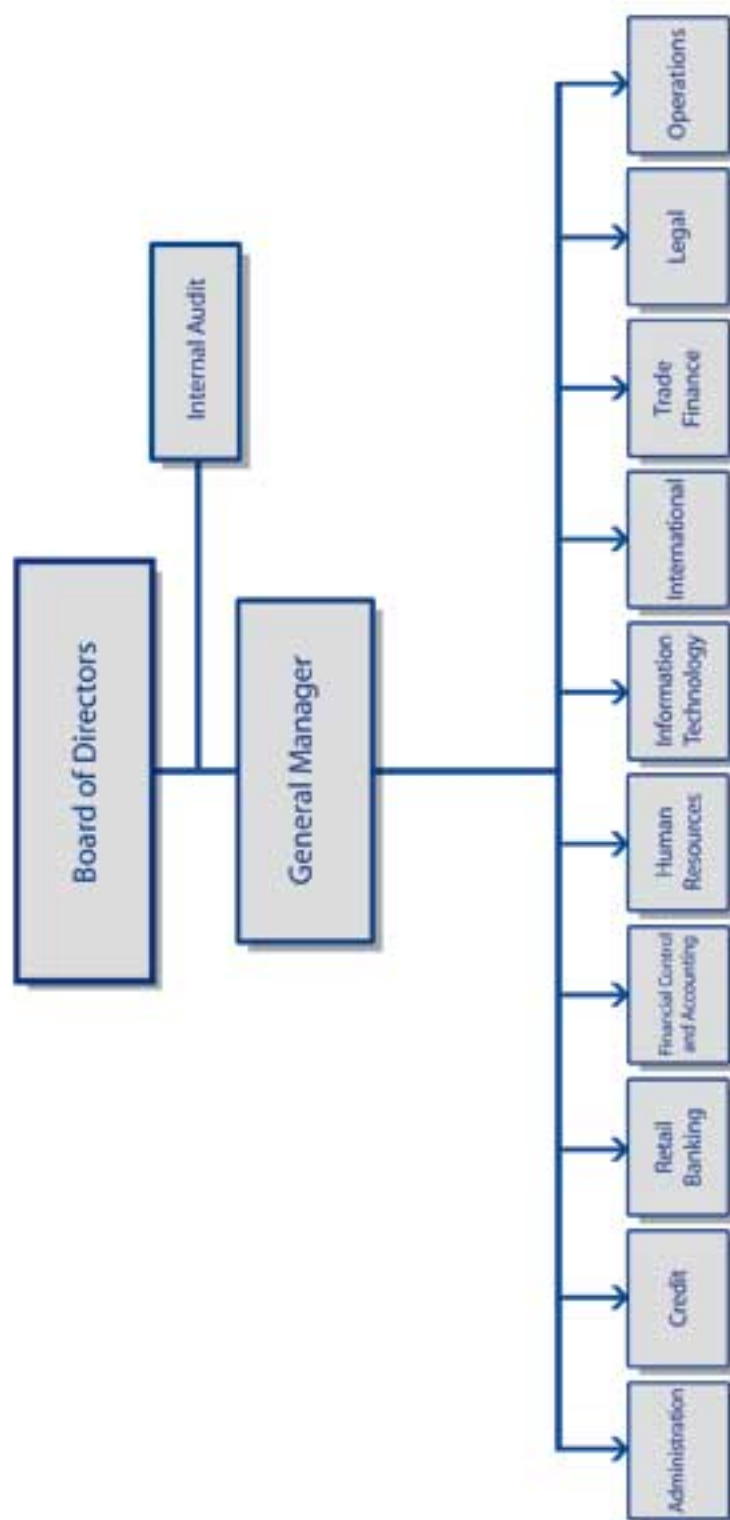 Board of Directors
Internal Audit
General Manager
Administration
Credit
Retail
Banking
Financial Control
and Accounting
Human
Resources
Information
Technology
International
Trade
Finance
Legal
Operations